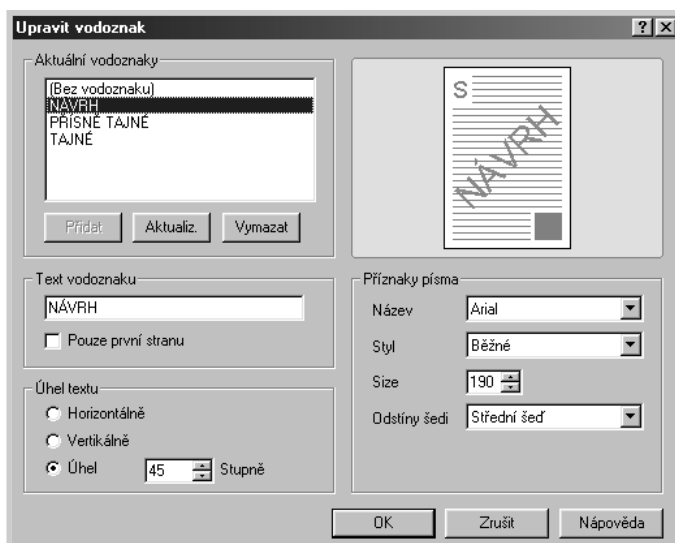 Upravit vodoznak
Aktuální vodoznaky
(Bez vodoznaku)
NÁVRH
PŘÍSNĚ TAJNÉ
TAJNÉ
Přidat Aktualiz. Vymazat
S
NÁVRH
Text vodoznaku
NÁVRH
Pouze první stranu
Úhel textu
Horizontálně
Vertikálně
Úhel 45 Stupně
Příznaky písma
Název Arial
Styl Běžné
Size 190
Odstíny šedi Střední šeď
OK Zrušit Nápověda